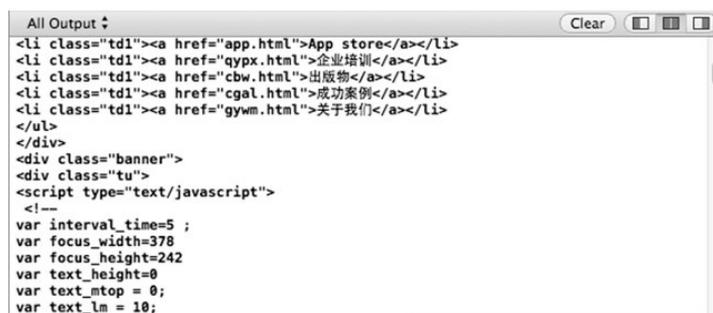 All Output
Clear
<li class="td1"><a href="app.html">App store</a></li>
<li class="td1"><a href="qypx.html">企业培训</a></li>
<li class="td1"><a href="cbw.html">出版物</a></li>
<li class="td1"><a href="cgal.html">成功案例</a></li>
<li class="td1"><a href="gywm.html">关于我们</a></li>
</ul>
</div>
<div class="banner">
<div class="tu">
<script type="text/javascript">
<!--
var interval_time=5 ;
var focus_width=378
var focus_height=242
var text_height=0
var text_mtop = 0;
var text_lm = 10;